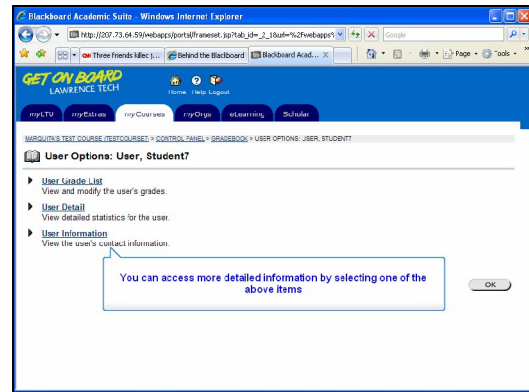 Blackboard Academic Suite - Windows Internet Explorer
http://207.73.64.59/webapps/portal/frameset.jsp?tab_id=_2_1&url=%2Fwebapps% Google
Three friends killec j... Behind the Blackboard Blackboard Acad... X Page Tools
GET ON BOARD
LAWRENCE TECH
Home Help Logout
myLTU myExtras myCourses myOrgs eLearning Scholar
MARQUITA'S TEST COURSE (TESTCOURSE7) > CONTROL PANEL > GRADEBOOK > USER OPTIONS: USER, STUDENT7
User Options: User, Student7
User Grade List
View and modify the user's grades.
User Detail
View detailed statistics for the user.
User Information
View the user's contact information.
You can access more detailed information by selecting one of the
above items
OK